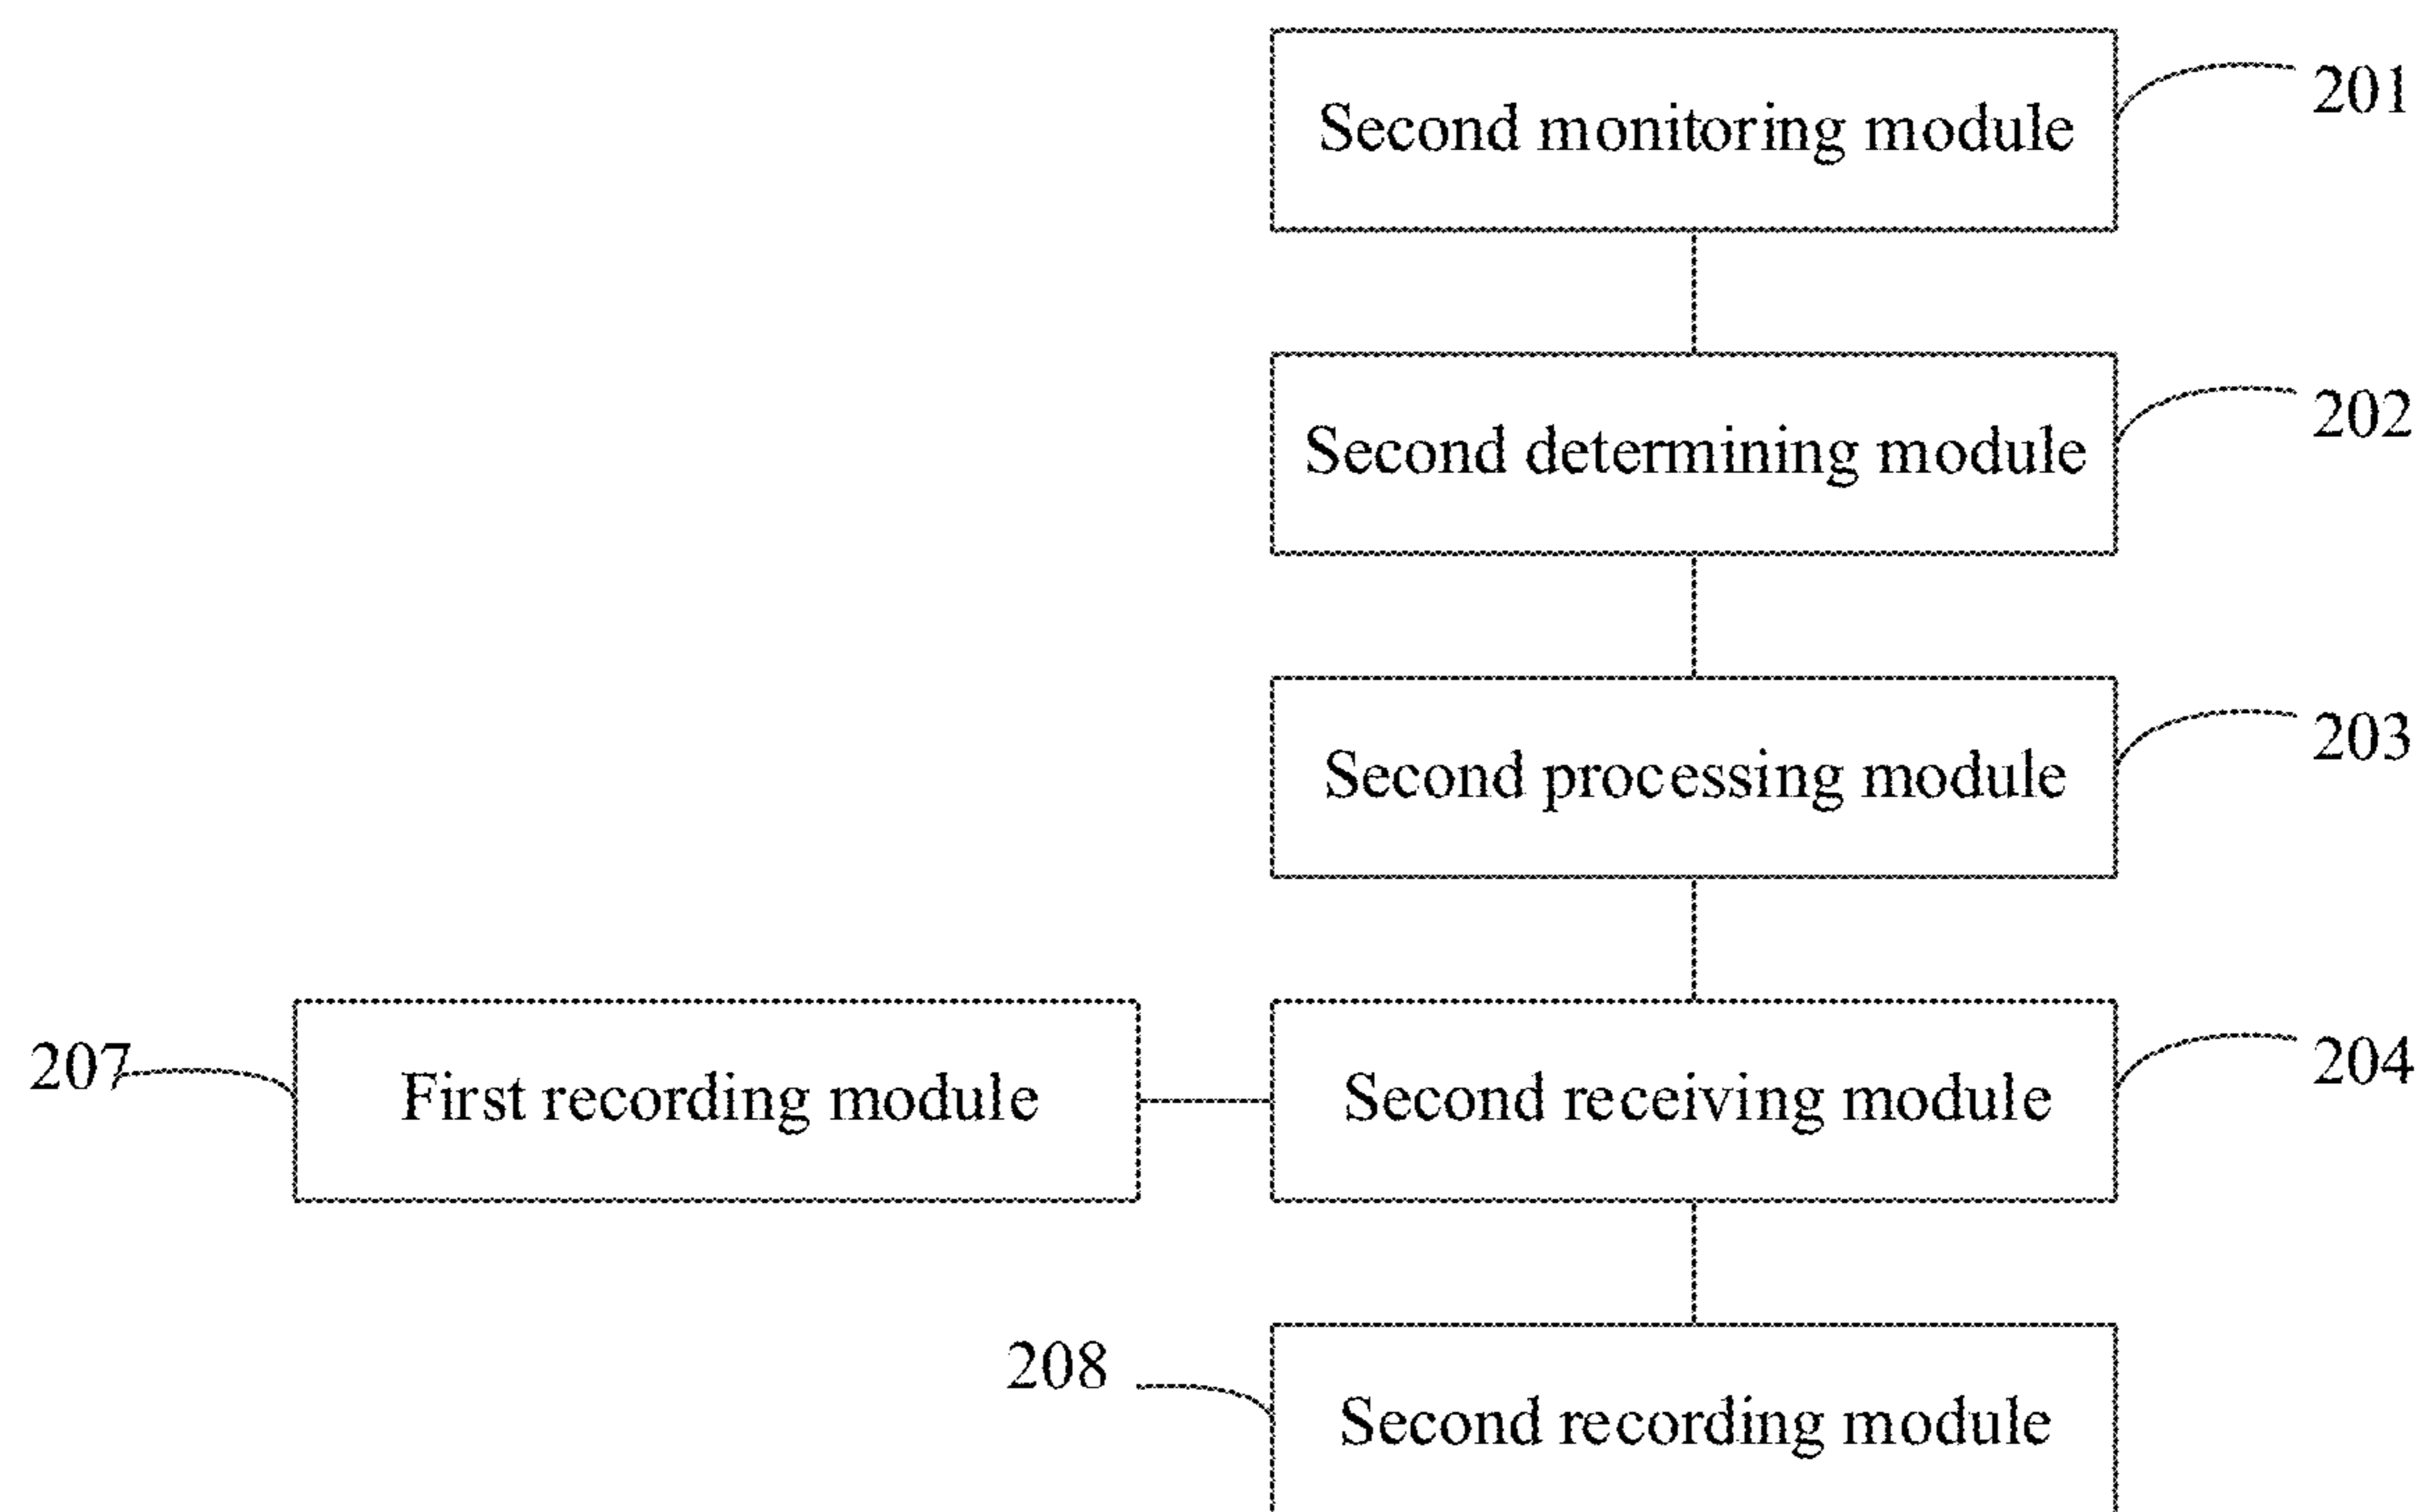 Second monitoring module
201
Second determining module
202
Second processing module
203
207
First recording module
Second receiving module
204
208
Second recording module